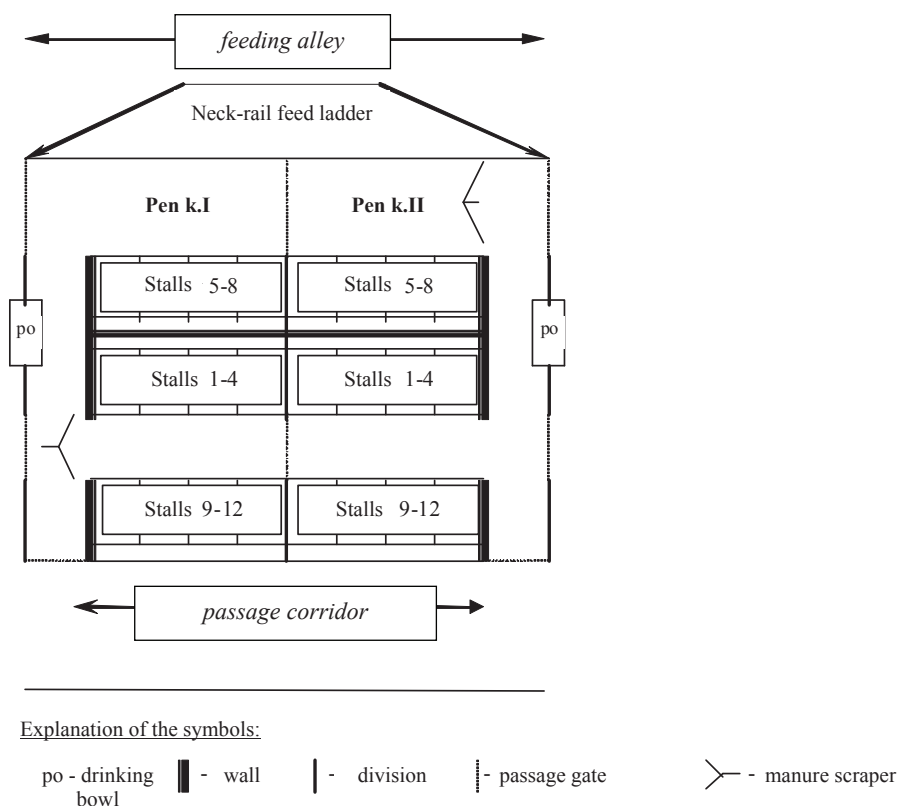 feeding alley
Neck-rail feed ladder
Pen k.I Pen k.II
Stalls 5-8 Stalls 5-8
po po
Stalls 1-4 Stalls 1-4
Stalls 9-12 Stalls 9-12
passage corridor
Explanation of the symbols:
po - drinking bowl
- wall
- division
- passage gate
- manure scraper